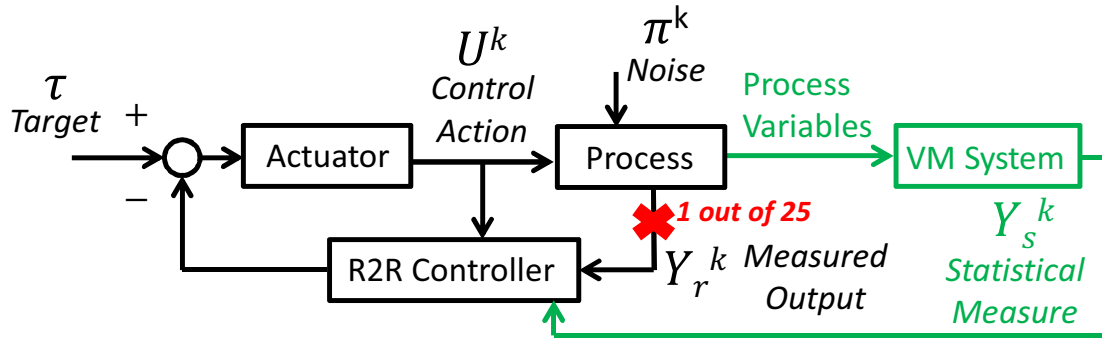 τ
Target
+
−
Actuator
U^k
Control
Action
π^k
Noise
Process
Process
Variables
VM System
1 out of 25
R2R Controller
Y_r^k
Measured
Output
Y_s^k
Statistical
Measure